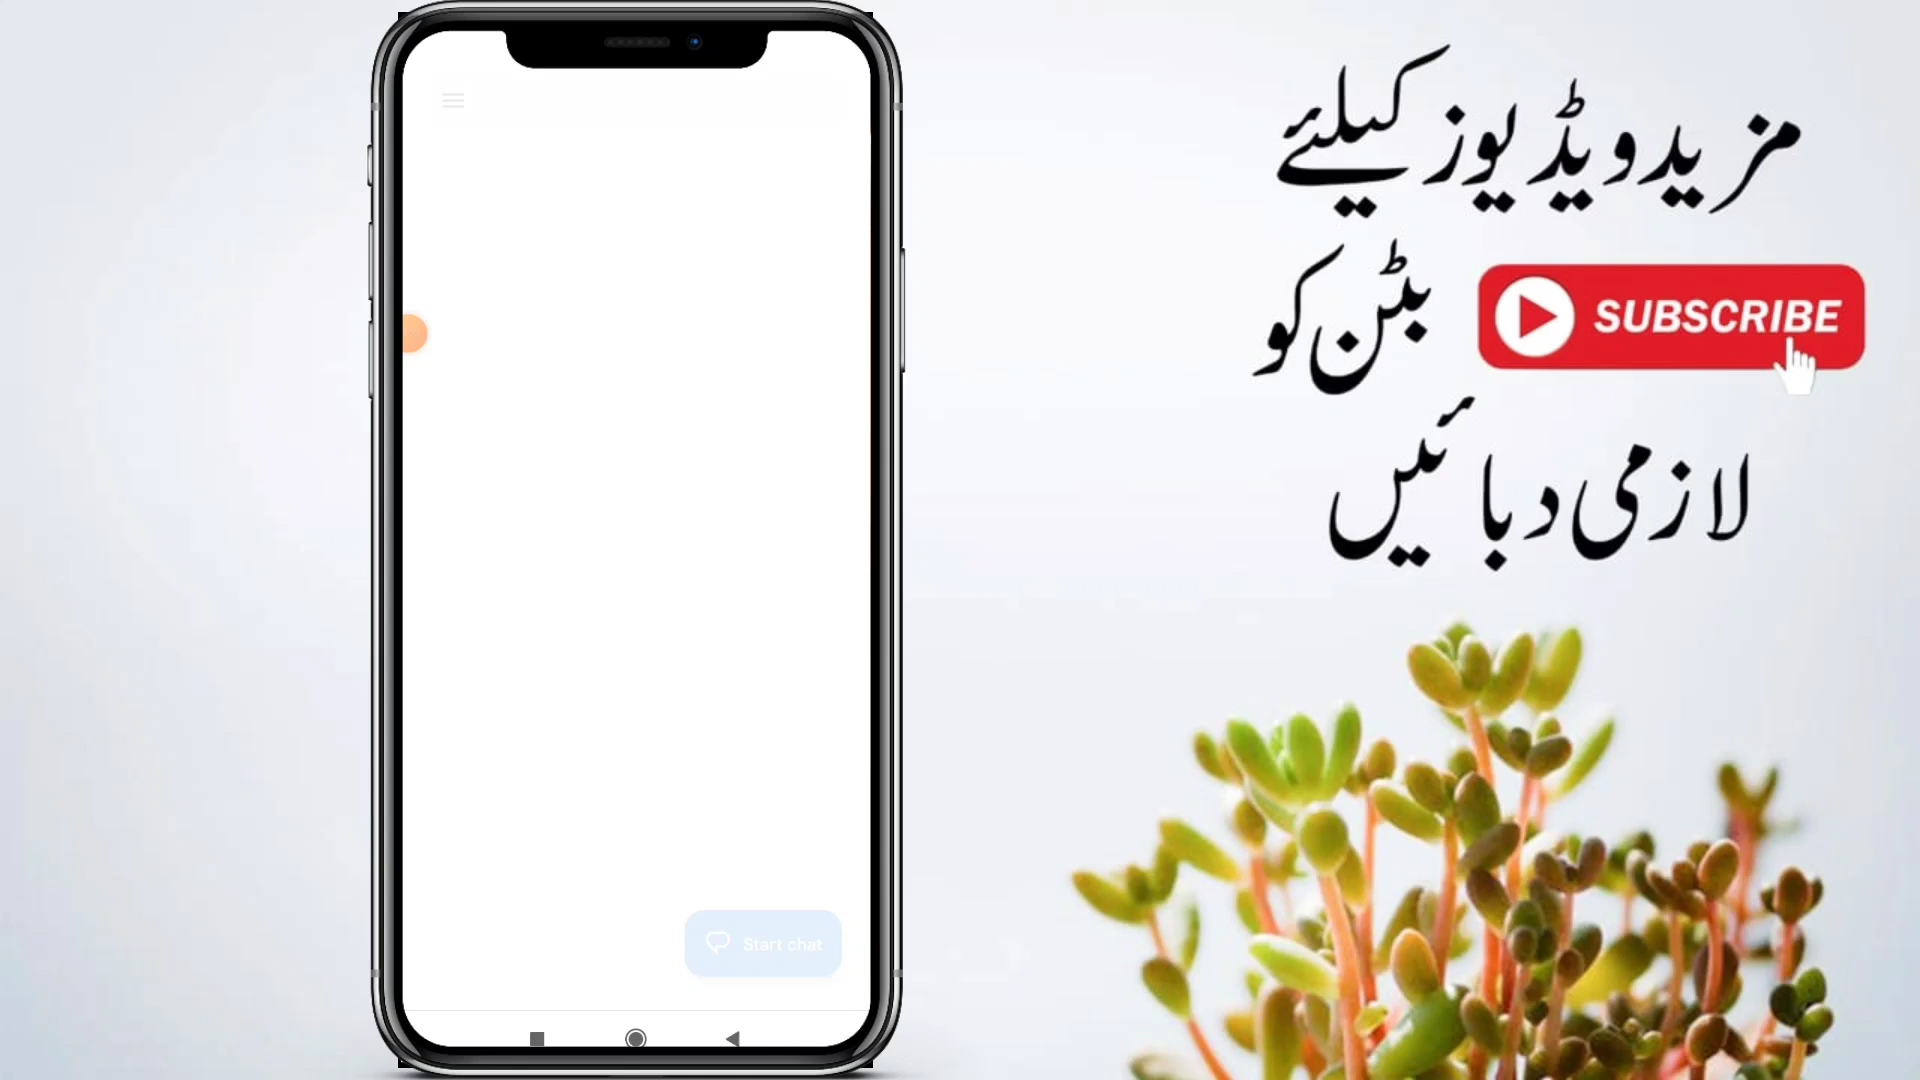 مزید ویڈیوز کیلئے
SUBSCRIBE بٹن کو
لازمی دبائیں
Start chat